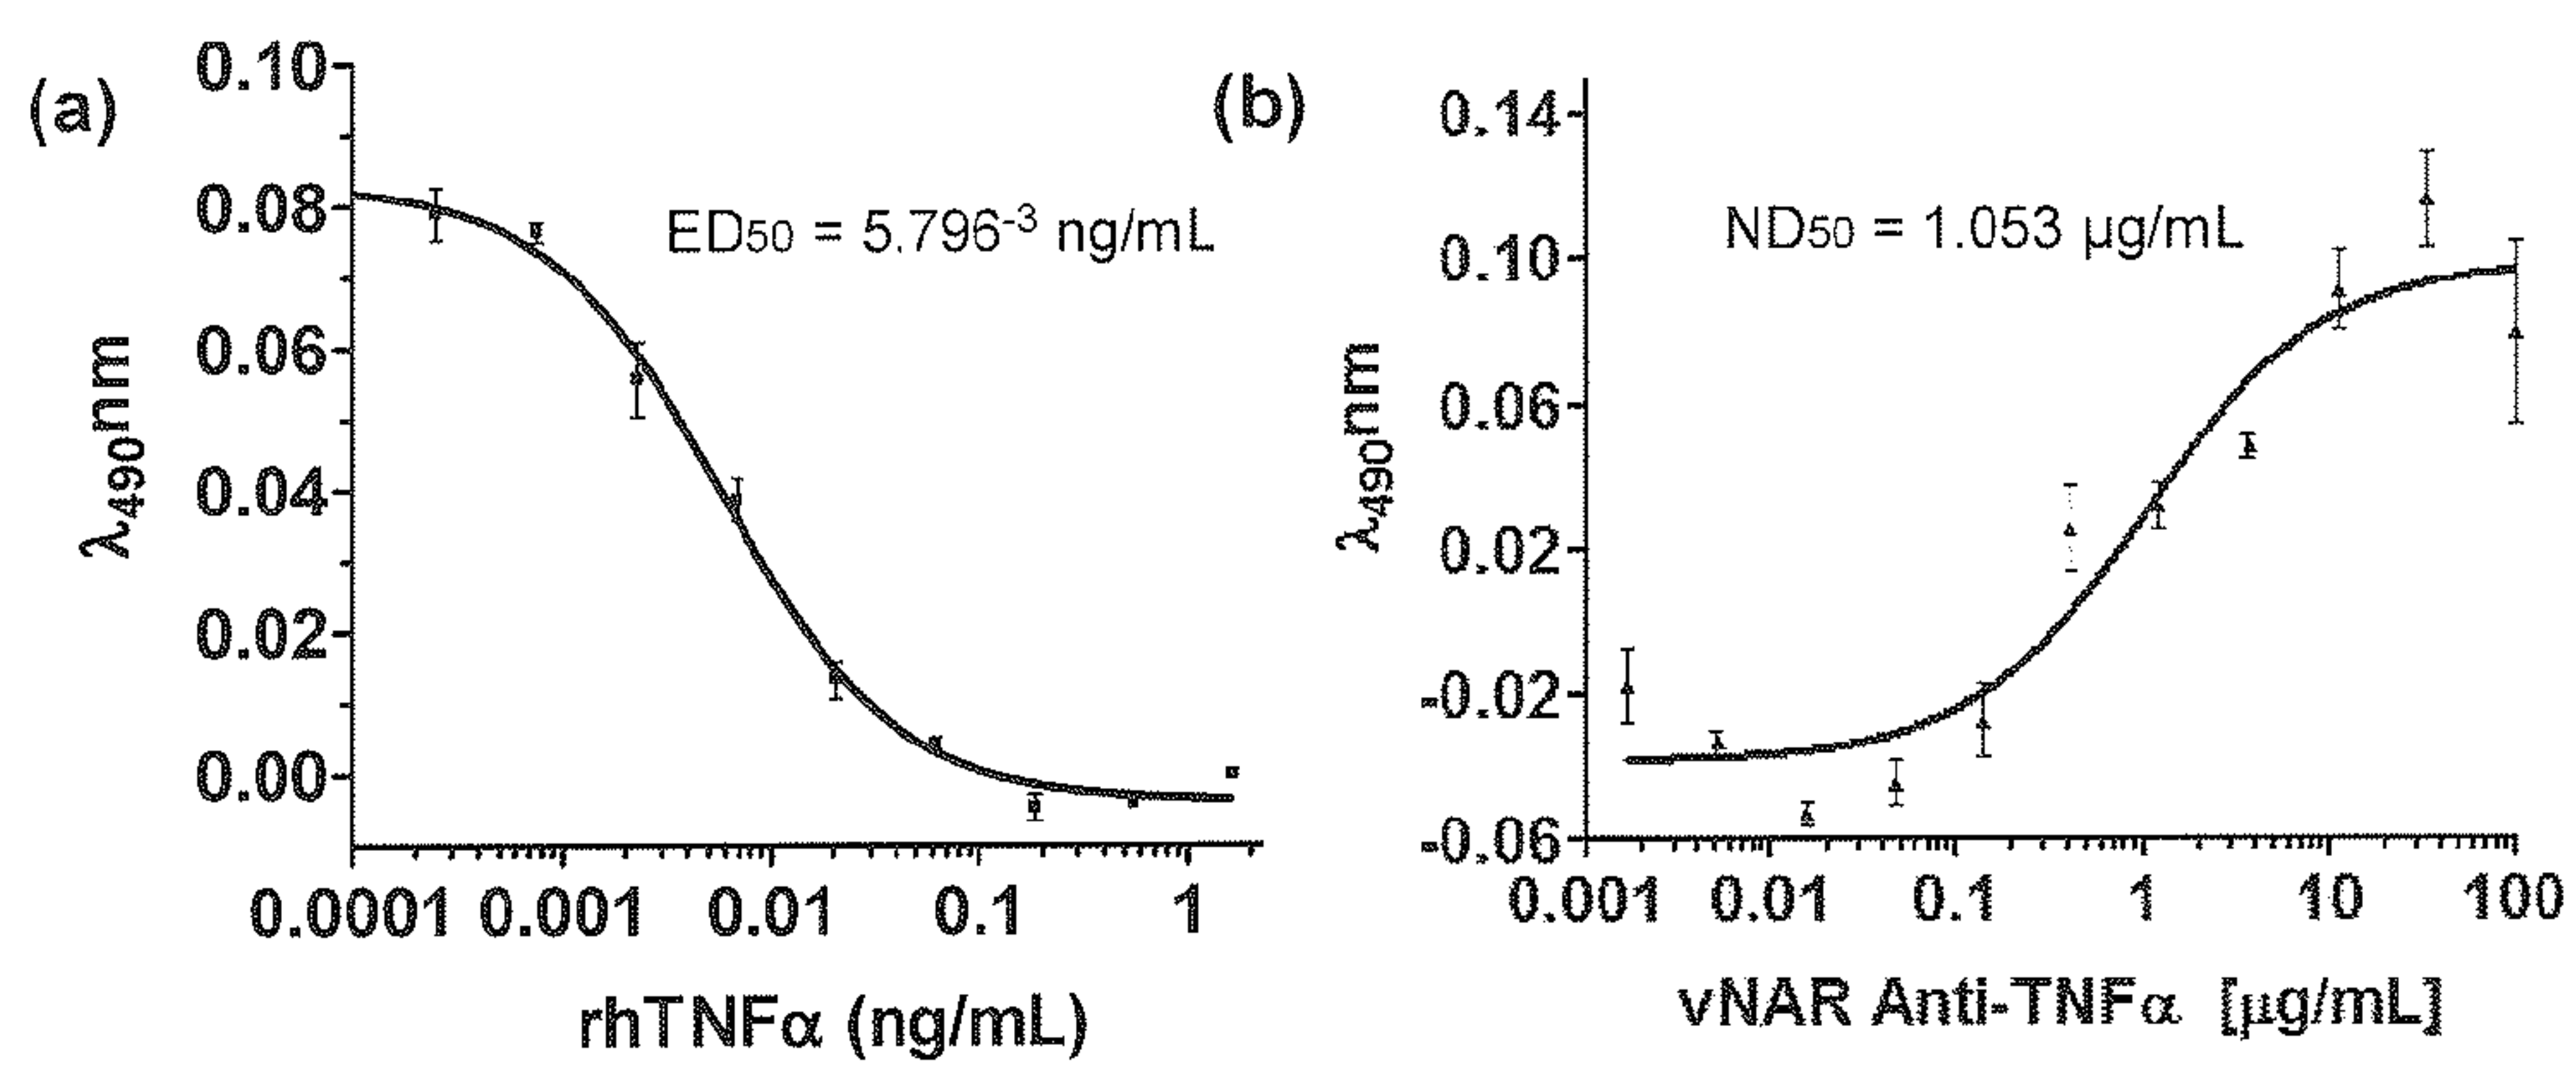 (a)
0.10
0.08
0.06
0.04
0.02
0.00
λ490nm
ED50 = 5.796-3 ng/mL
0.0001 0.001 0.01 0.1 1
rhTNFα (ng/mL)
(b)
0.14
0.10
0.06
0.02
-0.02
-0.06
λ490nm
ND50 = 1.053 µg/mL
0.001 0.01 0.1 1 10 100
vNAR Anti-TNFα [µg/mL]